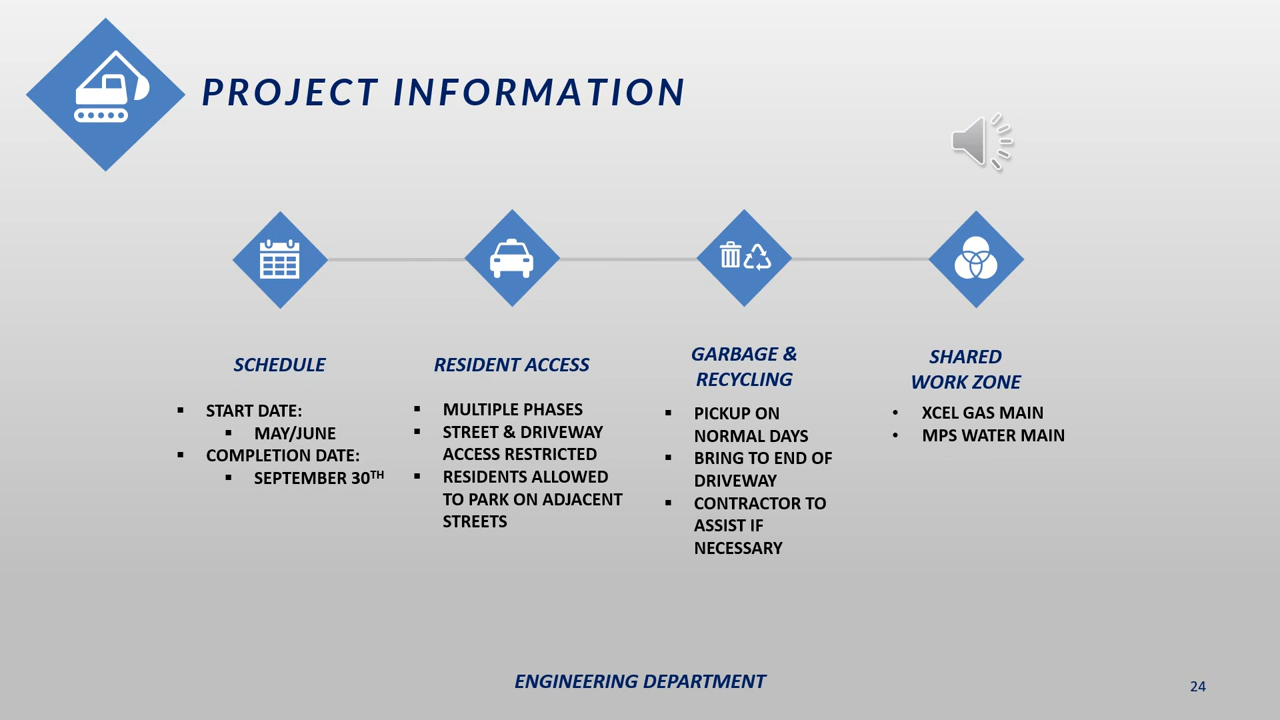 PROJECT INFORMATION
SCHEDULE
▪ START DATE:
▪ MAY/JUNE
▪ COMPLETION DATE:
▪ SEPTEMBER 30TH
RESIDENT ACCESS
▪ MULTIPLE PHASES
▪ STREET & DRIVEWAY
ACCESS RESTRICTED
▪ RESIDENTS ALLOWED
TO PARK ON ADJACENT
STREETS
GARBAGE &
RECYCLING
▪ PICKUP ON
NORMAL DAYS
▪ BRING TO END OF
DRIVEWAY
▪ CONTRACTOR TO
ASSIST IF
NECESSARY
SHARED
WORK ZONE
• XCEL GAS MAIN
• MPS WATER MAIN
ENGINEERING DEPARTMENT
24